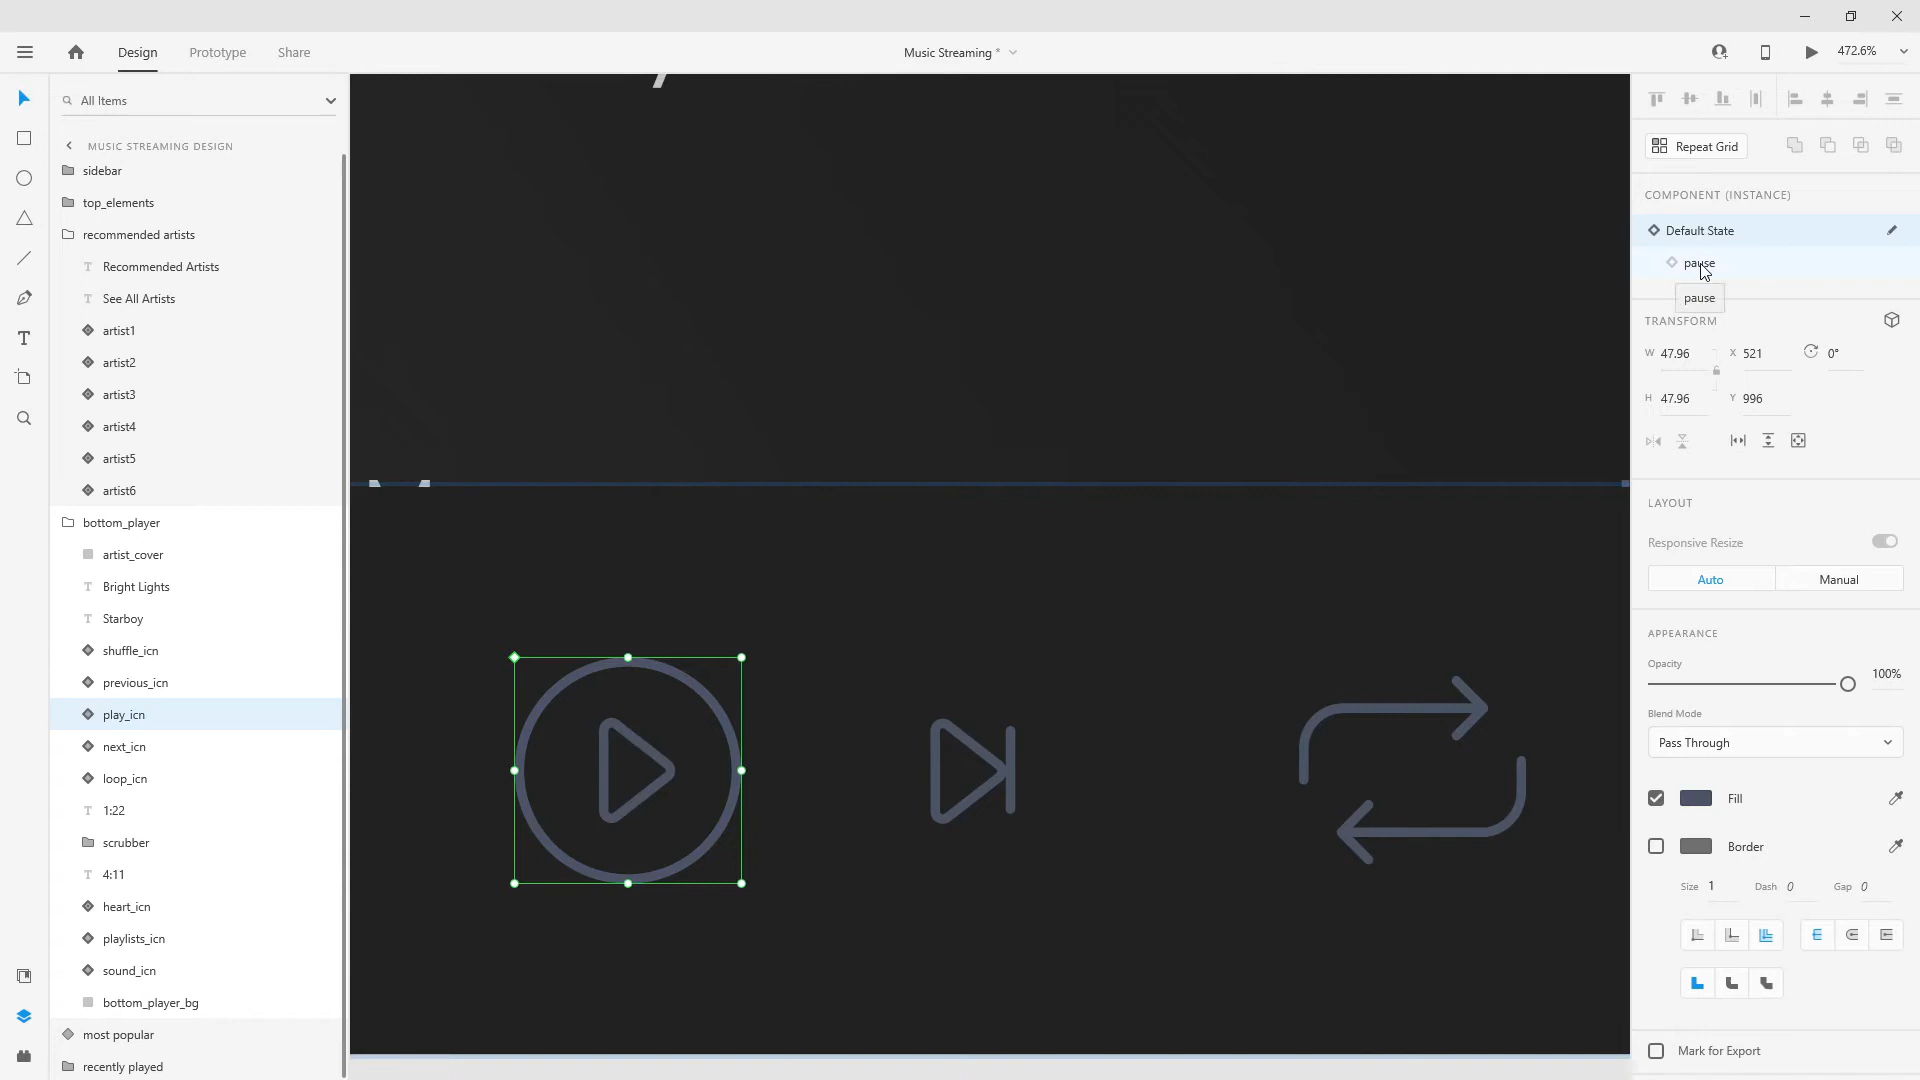 Design
Prototype
Share
Music Streaming *
472.6%
All Items
MUSIC STREAMING DESIGN
sidebar
top_elements
recommended artists
Recommended Artists
See All Artists
artist1
artist2
artist3
artist4
artist5
artist6
bottom_player
artist_cover
Bright Lights
Starboy
shuffle_icn
previous_icn
play_icn
next_icn
loop_icn
1:22
scrubber
4:11
heart_icn
playlists_icn
sound_icn
bottom_player_bg
most popular
recently played
Repeat Grid
COMPONENT (INSTANCE)
Default State
pause
pause
TRANSFORM
W 47.96 X 521 0°
H 47.96 Y 996
LAYOUT
Responsive Resize
Auto Manual
APPEARANCE
Opacity
100%
Blend Mode
Pass Through
Fill
Border
Size 1 Dash 0 Gap 0
Mark for Export